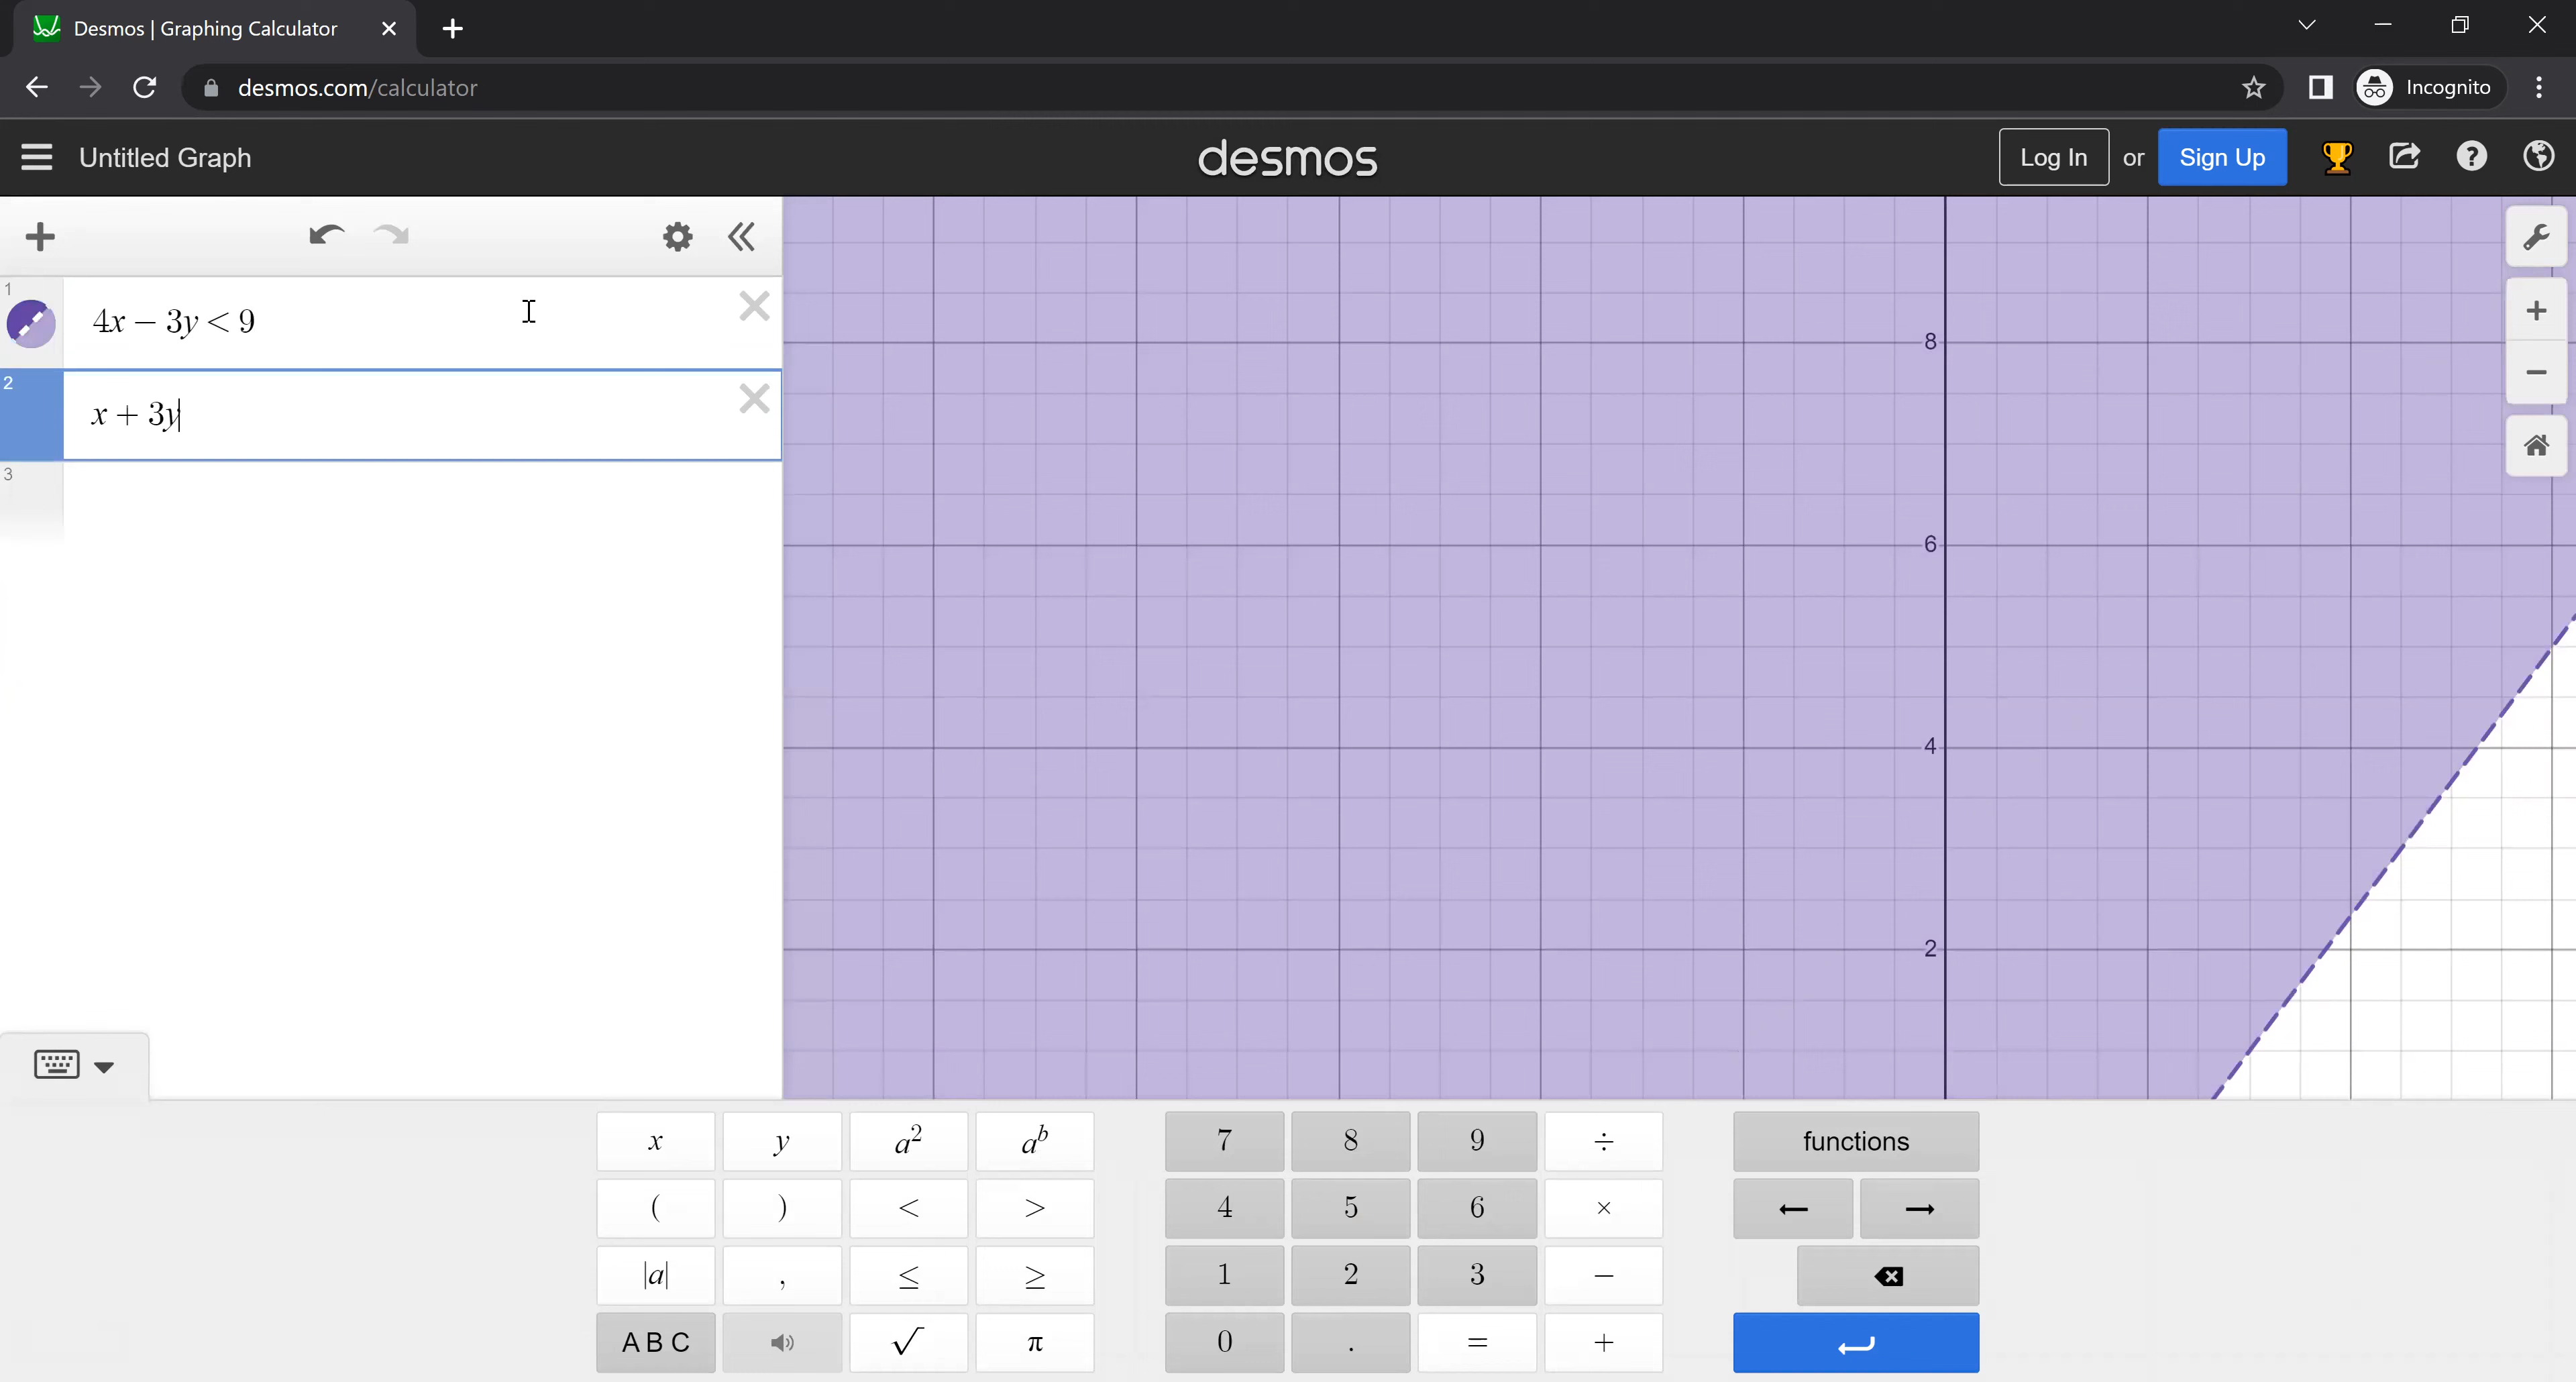 Desmos | Graphing Calculator
desmos.com/calculator
Incognito
Untitled Graph
desmos
Log In or Sign Up
1
4x − 3y < 9
2
x + 3y
3
8
6
4
2
x y a² aᵇ 7 8 9 ÷ functions
( ) < > 4 5 6 × ← →
|a| , ≤ ≥ 1 2 3 −
A B C √ π 0 . = +